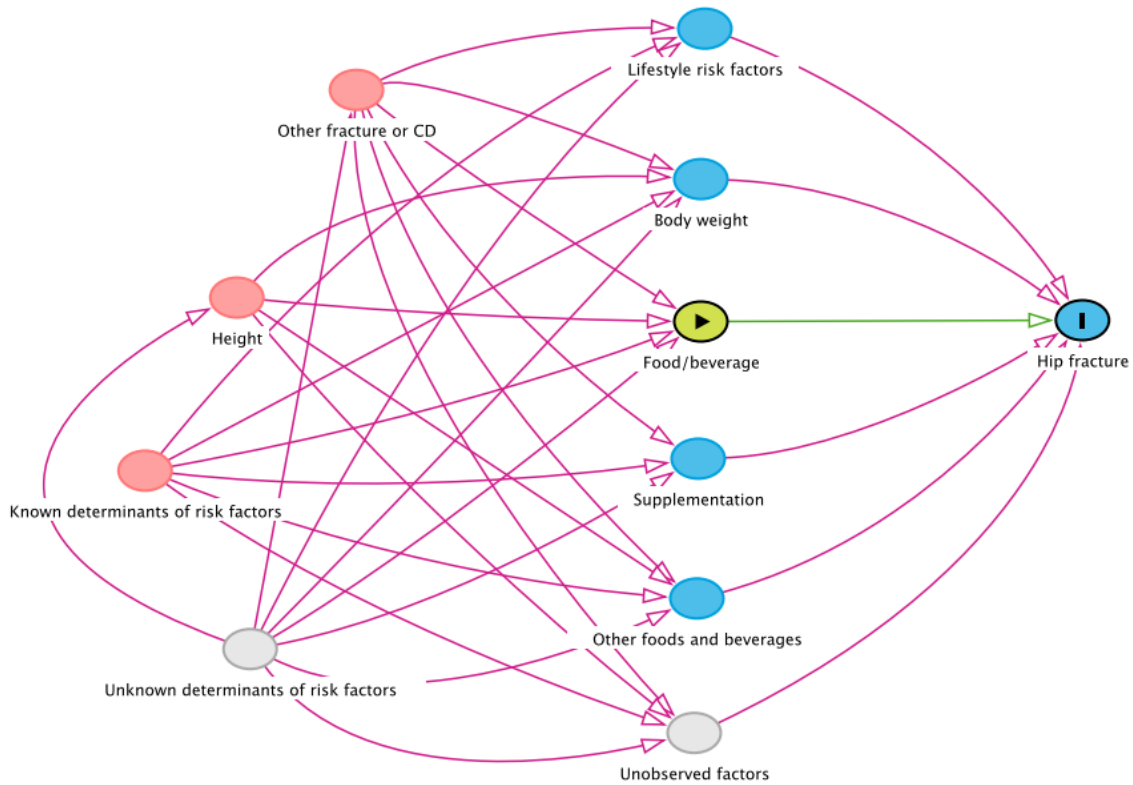 Lifestyle risk factors
Other fracture or CD
Body weight
Height
Food/beverage
Hip fracture
Supplementation
Known determinants of risk factors
Other foods and beverages
Unknown determinants of risk factors
Unobserved factors